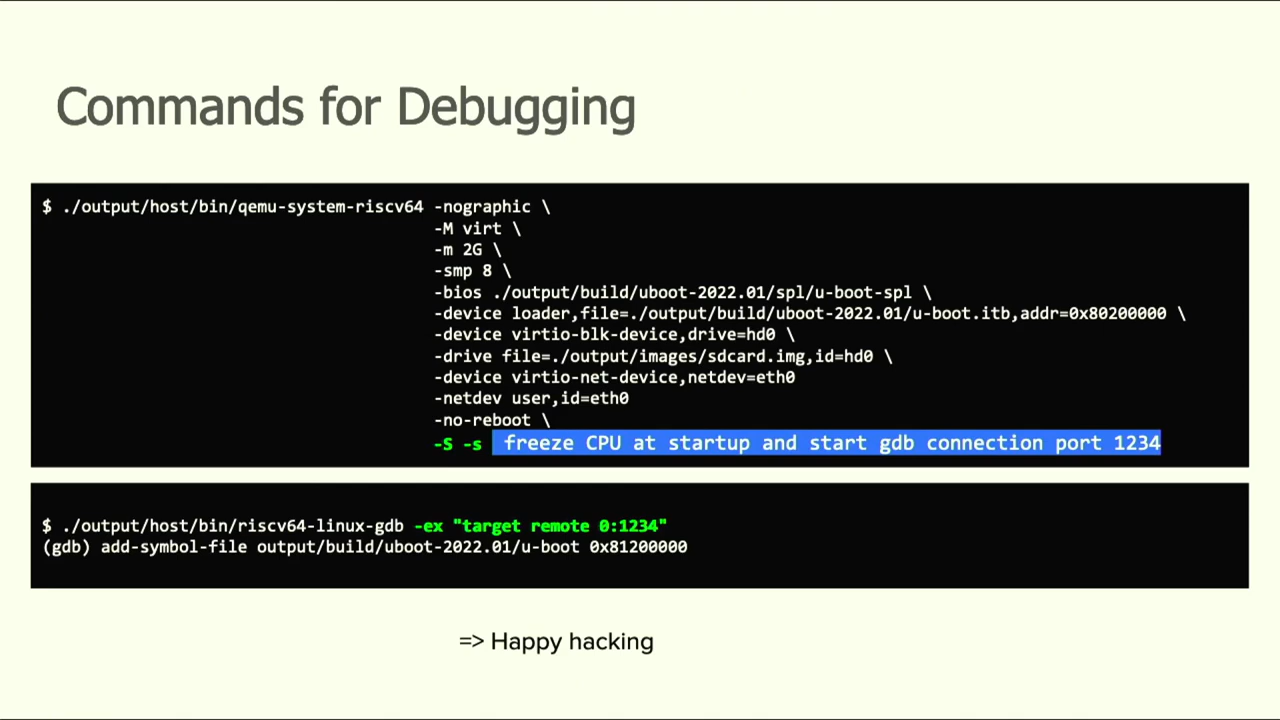 Commands for Debugging
$ ./output/host/bin/qemu-system-riscv64 -nographic \
-M virt \
-m 2G \
-smp 8 \
-bios ./output/build/uboot-2022.01/spl/u-boot-spl \
-device loader,file=./output/build/uboot-2022.01/u-boot.itb,addr=0x80200000 \
-device virtio-blk-device,drive=hd0 \
-drive file=./output/images/sdcard.img,id=hd0 \
-device virtio-net-device,netdev=eth0
-netdev user,id=eth0
-no-reboot \
-S -s freeze CPU at startup and start gdb connection port 1234
$ ./output/host/bin/riscv64-linux-gdb -ex "target remote 0:1234"
(gdb) add-symbol-file output/build/uboot-2022.01/u-boot 0x81200000
=> Happy hacking